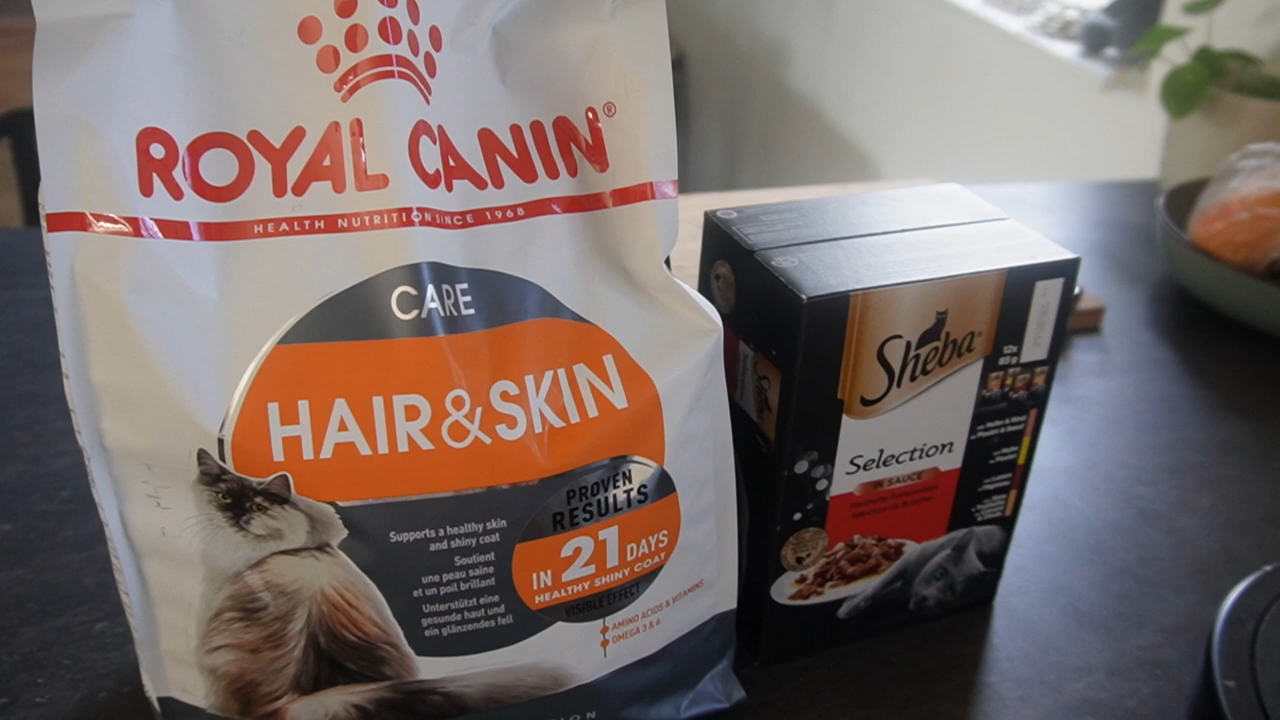 ROYAL CANIN®
HEALTH NUTRITION SINCE 1968
CARE
HAIR&SKIN
PROVEN
RESULTS
IN 21 DAYS
HEALTHY SHINY COAT
VISIBLE EFFECT
AMINO ACIDS & VITAMINS
OMEGA 3 & 6
Supports a healthy skin
and shiny coat
Soutient
une peau saine
et un poil brillant
Unterstützt eine
gesunde haut und
ein glänzendes fell
Sheba
12x
85g
Selection
IN SAUCE